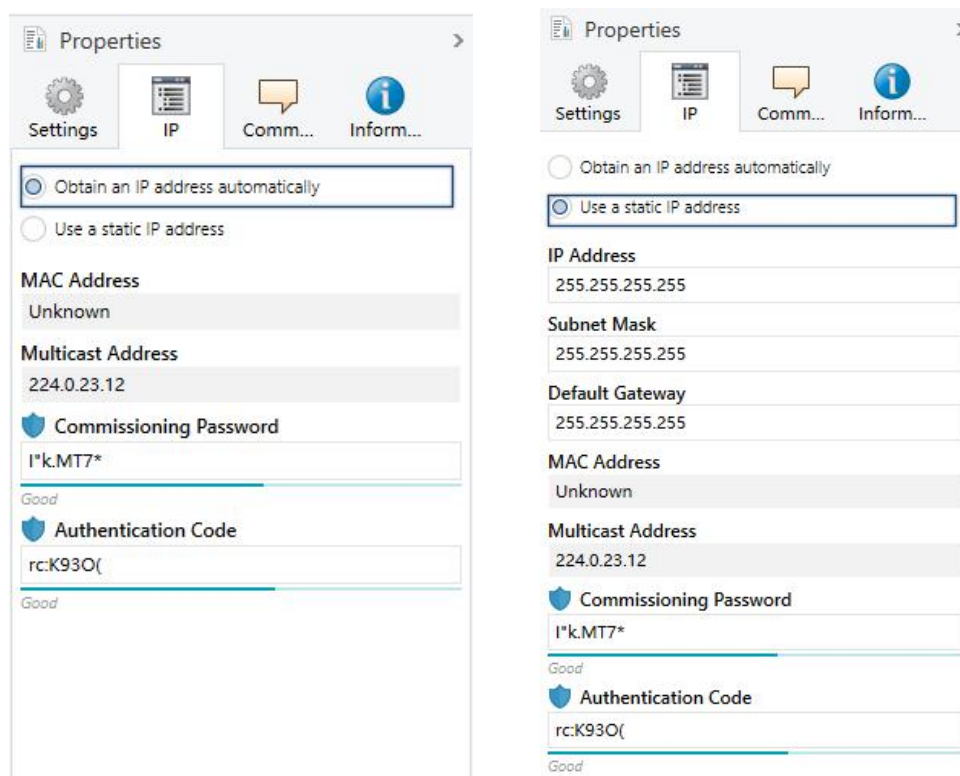 Properties
Settings
IP
Comm...
Inform...
Obtain an IP address automatically
Use a static IP address
MAC Address
Unknown
Multicast Address
224.0.23.12
Commissioning Password
I"k.MT7*
Good
Authentication Code
rc:K93O(
Good
Properties
Settings
IP
Comm...
Inform...
Obtain an IP address automatically
Use a static IP address
IP Address
255.255.255.255
Subnet Mask
255.255.255.255
Default Gateway
255.255.255.255
MAC Address
Unknown
Multicast Address
224.0.23.12
Commissioning Password
I"k.MT7*
Good
Authentication Code
rc:K93O(
Good